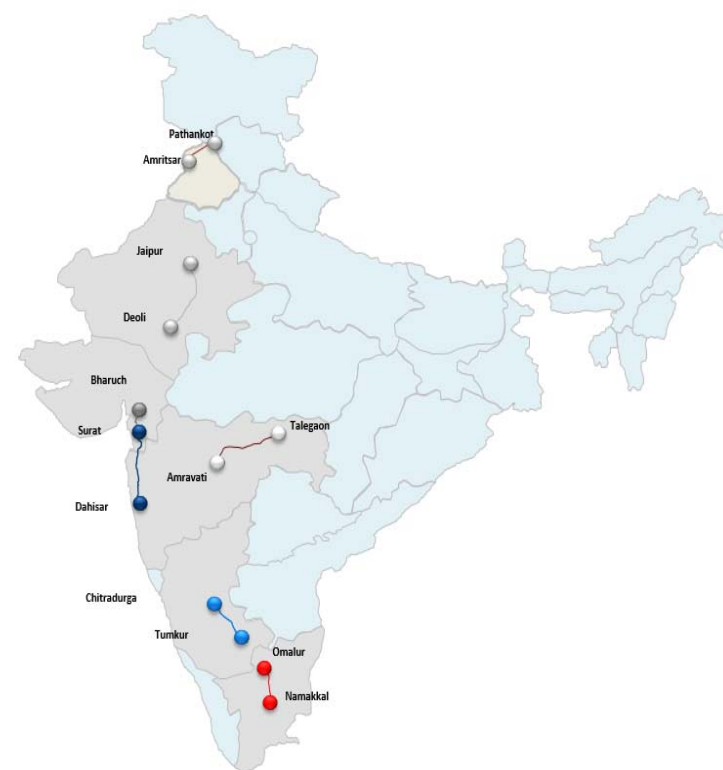 Pathankot
Amritsar
Jaipur
Deoli
Bharuch
Surat
Talegaon
Amravati
Dahisar
Chitradurga
Tumkur
Omalur
Namakkal